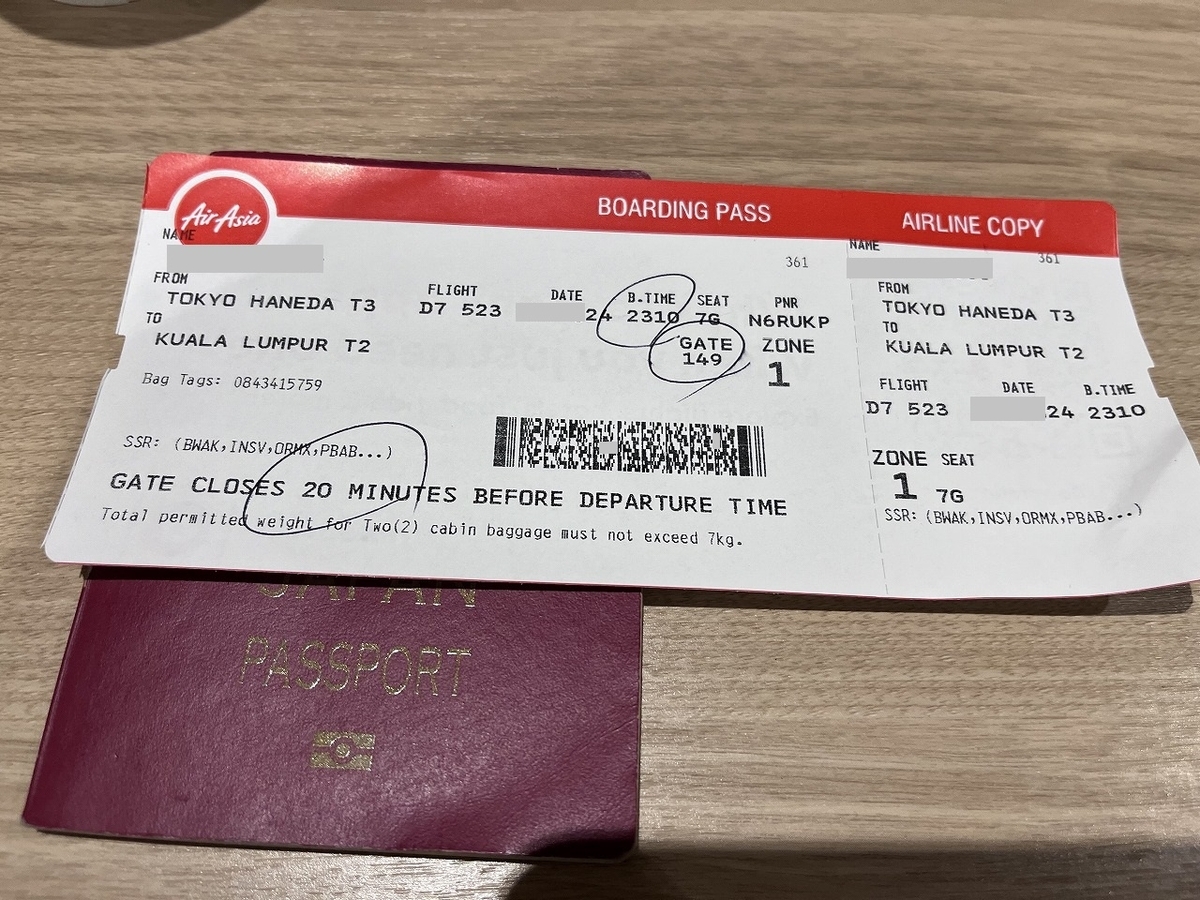 AirAsia
BOARDING PASS
NAME
361
FROM
TOKYO HANEDA T3
TO
KUALA LUMPUR T2
FLIGHT DATE B.TIME SEAT PNR
D7 523 24 2310 7G N6RUKP
GATE ZONE
149 1
Bag Tags: 0843415759
SSR: (BWAK,INSV,ORMX,PBAB...)
GATE CLOSES 20 MINUTES BEFORE DEPARTURE TIME
Total permitted weight for Two(2) cabin baggage must not exceed 7kg.
AIRLINE COPY
NAME
361
FROM
TOKYO HANEDA T3
TO
KUALA LUMPUR T2
FLIGHT DATE B.TIME
D7 523 .24 2310
ZONE SEAT
1 7G
SSR: (BWAK,INSV,ORMX,PBAB...)
JAPAN
PASSPORT